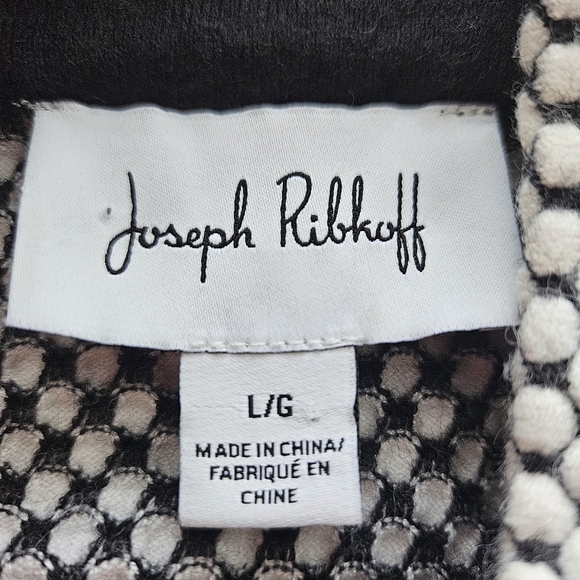 Joseph Ribkoff
L/G
MADE IN CHINA/
FABRIQUÉ EN
CHINE